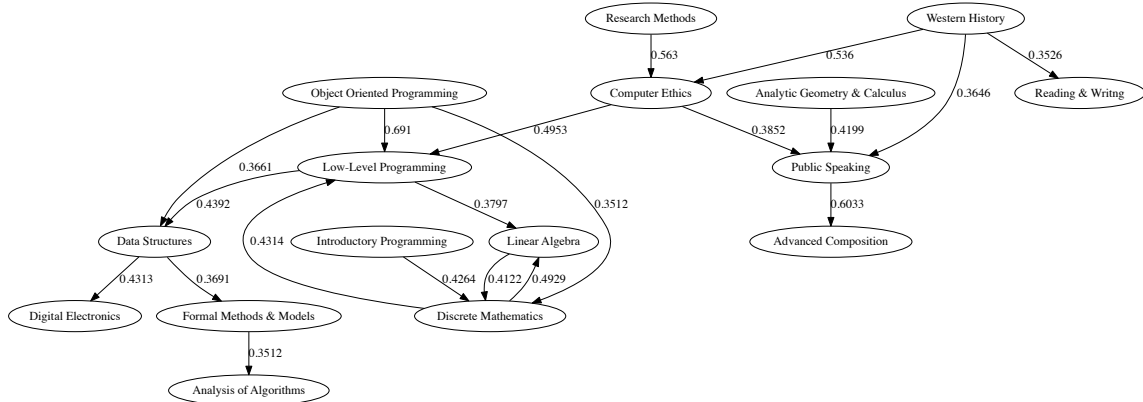 Research Methods
Western History
0.563
0.536
0.3526
Object Oriented Programming
Computer Ethics
Analytic Geometry & Calculus
Reading & Writng
0.3646
0.691
0.4953
0.3852
0.4199
Low-Level Programming
Public Speaking
0.3661
0.4392
0.3797
0.3512
0.6033
Data Structures
Introductory Programming
Linear Algebra
Advanced Composition
0.4314
0.4313
0.3691
0.4264
0.4122
0.4929
Digital Electronics
Formal Methods & Models
Discrete Mathematics
0.3512
Analysis of Algorithms